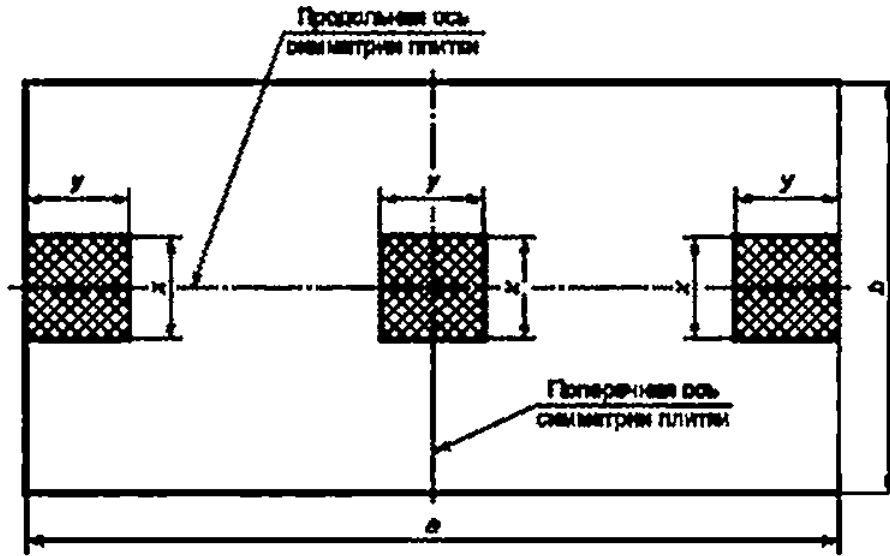 Продольная ось
симметрии плитки
y
y
y
x
x
x
b
Поперечная ось
симметрии плитки
a